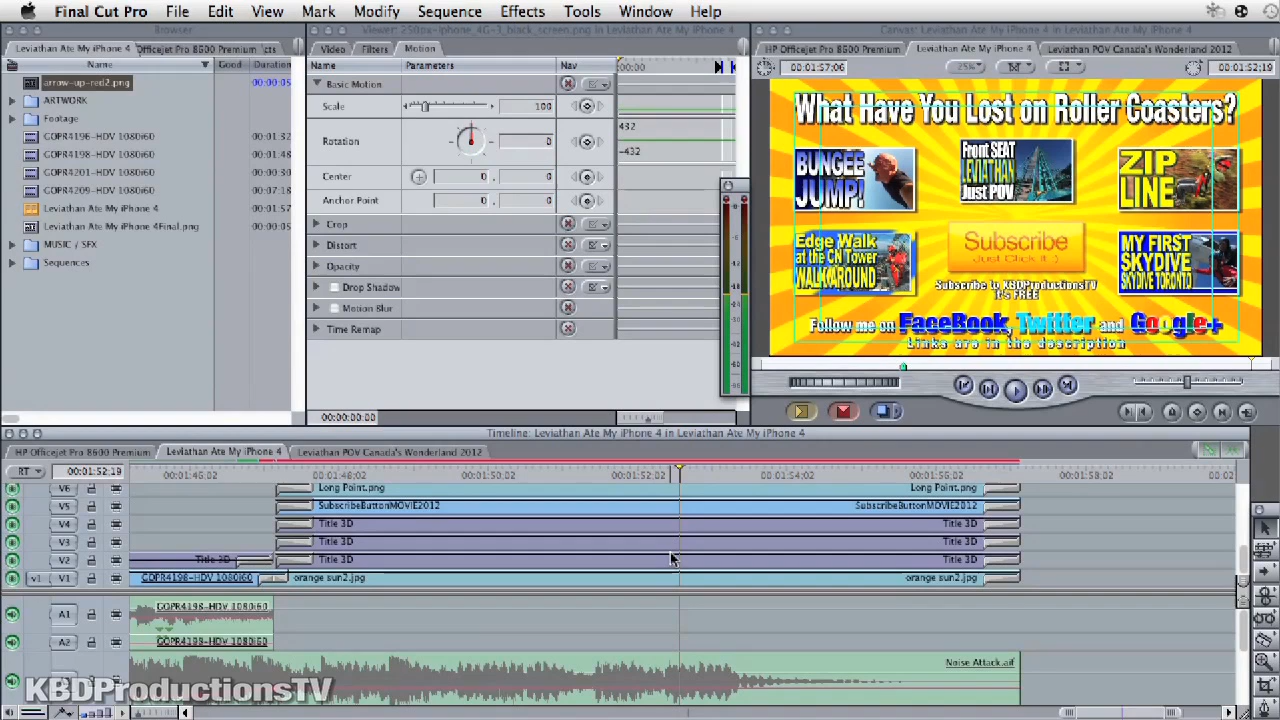 Final Cut Pro File Edit View Mark Modify Sequence Effects Tools Window Help
Browser
Leviathan Ate My iPhone 4
Officejet Pro 8500 Premium
Name Good Duration
arrow-up-red2.png 00:00:05
ARTWORK
Footage
GOPR4196-HDV 1080i60 00:01:32
GOPR4198-HDV 1080i60 00:01:48
GOPR4201-HDV 1080i60 00:03:17
GOPR4209-HDV 1080i60 00:07:18
Leviathan Ate My iPhone 4 00:01:57
Leviathan Ate My iPhone 4Final.png 00:00:05
MUSIC / SFX
Sequences
Viewer: 250px-iphone_4G-3_black_screen.png in Leviathan Ate My iPhone 4
Video Filters Motion
Name Parameters Nav
Basic Motion
Scale 100
Rotation 0
432
-432
Center 0 , 0
Anchor Point 0 , 0
Crop
Distort
Opacity
Drop Shadow
Motion Blur
Time Remap
00:00:00:00
Canvas: Leviathan Ate My iPhone 4 in Leviathan Ate My iPhone 4
HP Officejet Pro 8500 Premium Leviathan Ate My iPhone 4 Leviathan POV Canada's Wonderland 2012
00:01:57:06 25% 00:01:52:19
What Have You Lost on Roller Coasters?
BUNGEE
JUMP!
Front SEAT
LEVIATHAN
Just POV
ZIP
LINE
Edge Walk
at the CN Tower
WALKAROUND
Subscribe
Just Click It :)
Subscribe to KBDProductionsTV
It's FREE
MY FIRST
SKYDIVE
SKYDIVE TORONTO
Follow me on FaceBook, Twitter and Google+
Links are in the description
Timeline: Leviathan Ate My iPhone 4 in Leviathan Ate My iPhone 4
HP Officejet Pro 8500 Premium Leviathan Ate My iPhone 4 Leviathan POV Canada's Wonderland 2012
RT 00:01:52:19 00:01:46:02 00:01:48:02 00:01:50:02 00:01:52:02 00:01:54:02 00:01:56:02 00:01:58:02 00:02
V6 Long Point.png Long Point.png
V5 SubscribeButtonMOVIE2012 SubscribeButtonMOVIE2012
V4 Title 3D Title 3D
V3 Title 3D Title 3D
V2 Title 3D Title 3D Title 3D
v1 V1 GOPR4198-HDV 1080i60 orange sun2.jpg orange sun2.jpg
A1 GOPR4198-HDV 1080i60
A2 GOPR4198-HDV 1080i60
Noise Attack.aif
KBDProductionsTV